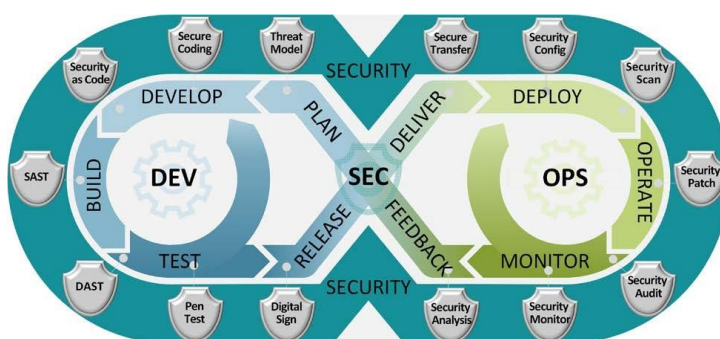 Secure
Coding
Threat
Model
Secure
Transfer
Security
Config
Security
as Code
SECURITY
Security
Scan
DEVELOP
PLAN
DELIVER
DEPLOY
SAST
BUILD
DEV
SEC
OPS
OPERATE
Security
Patch
TEST
RELEASE
FEEDBACK
MONITOR
DAST
Pen
Test
Digital
Sign
SECURITY
Security
Analysis
Security
Monitor
Security
Audit